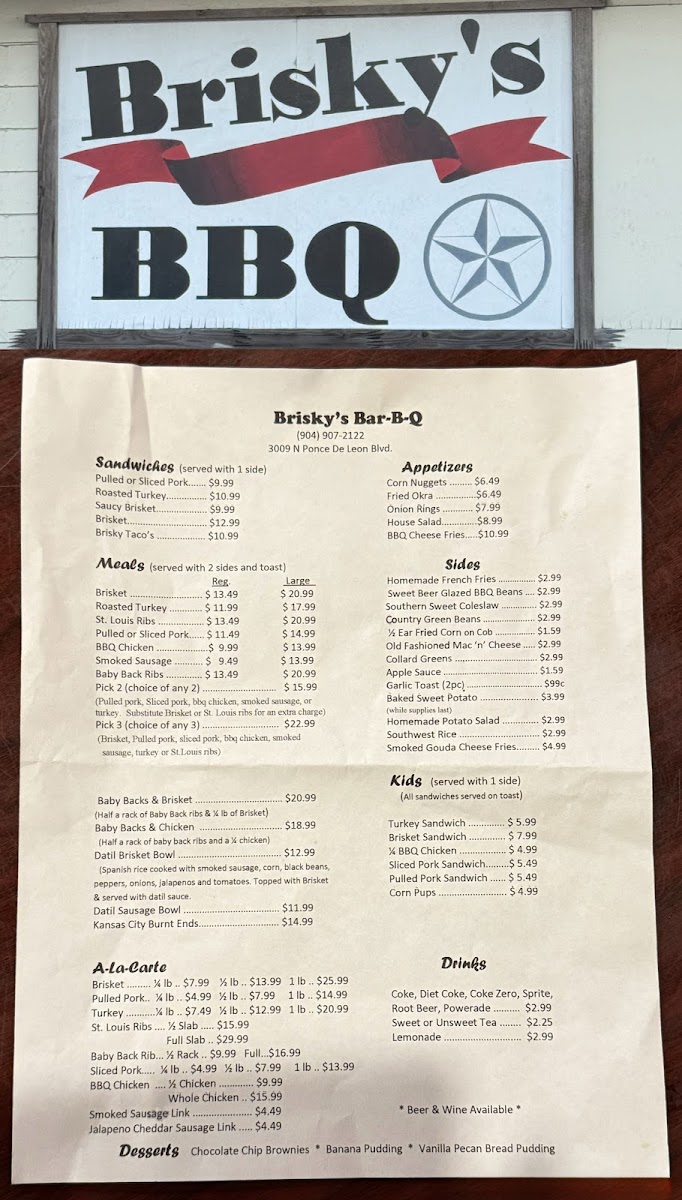 Brisky's
BBQ
Brisky's Bar-B-Q
(904) 907-2122
3009 N Ponce De Leon Blvd.
Sandwiches (served with 1 side)
Pulled or Sliced Pork...... $9.99
Roasted Turkey.............. $10.99
Saucy Brisket................. $9.99
Brisket........................... $12.99
Brisky Taco's ................ $10.99
Meals (served with 2 sides and toast)
Reg. Large
Brisket ........................ $ 13.49 $ 20.99
Roasted Turkey ........... $ 11.99 $ 17.99
St. Louis Ribs ............... $ 13.49 $ 20.99
Pulled or Sliced Pork..... $ 11.49 $ 14.99
BBQ Chicken ................ $ 9.99 $ 13.99
Smoked Sausage .......... $ 9.49 $ 13.99
Baby Back Ribs ............. $ 13.49 $ 20.99
Pick 2 (choice of any 2) ........................... $ 15.99
(Pulled pork, Sliced pork, bbq chicken, smoked sausage, or
turkey. Substitute Brisket or St. Louis ribs for an extra charge)
Pick 3 (choice of any 3) ............................ $22.99
(Brisket, Pulled pork, sliced pork, bbq chicken, smoked
sausage, turkey or St.Louis ribs)
Baby Backs & Brisket ............................... $20.99
(Half a rack of Baby Back ribs & ¼ lb of Brisket)
Baby Backs & Chicken ............................. $18.99
(Half a rack of baby back ribs and a ¼ chicken)
Datil Brisket Bowl ..................................... $12.99
(Spanish rice cooked with smoked sausage, corn, black beans,
peppers, onions, jalapenos and tomatoes. Topped with Brisket
& served with datil sauce.
Datil Sausage Bowl ................................... $11.99
Kansas City Burnt Ends............................. $14.99
A-La-Carte
Brisket ......... ¼ lb .. $7.99 ½ lb .. $13.99 1 lb .. $25.99
Pulled Pork.. ¼ lb .. $4.99 ½ lb .. $7.99 1 lb .. $14.99
Turkey ...........¼ lb .. $7.49 ½ lb .. $12.99 1 lb .. $20.99
St. Louis Ribs .... ½ Slab ..... $15.99
Full Slab .. $29.99
Baby Back Rib... ½ Rack .. $9.99 Full...$16.99
Sliced Pork..... ¼ lb .. $4.99 ½ lb .. $7.99 1 lb .. $13.99
BBQ Chicken .... ½ Chicken ............. $9.99
Whole Chicken .. $15.99
Smoked Sausage Link ...................... $4.49
Jalapeno Cheddar Sausage Link ..... $4.49
Appetizers
Corn Nuggets ......... $6.49
Fried Okra ................$6.49
Onion Rings ............ $7.99
House Salad..............$8.99
BBQ Cheese Fries.....$10.99
Sides
Homemade French Fries ............... $2.99
Sweet Beer Glazed BBQ Beans .... $2.99
Southern Sweet Coleslaw .............. $2.99
Country Green Beans ..................... $2.99
½ Ear Fried Corn on Cob ................ $1.59
Old Fashioned Mac 'n' Cheese ..... $2.99
Collard Greens ................................ $2.99
Apple Sauce .................................... $1.59
Garlic Toast (2pc)............................. $99c
Baked Sweet Potato ....................... $3.99
(while supplies last)
Homemade Potato Salad .............. $2.99
Southwest Rice ............................... $2.99
Smoked Gouda Cheese Fries......... $4.99
Kids (served with 1 side)
(All sandwiches served on toast)
Turkey Sandwich .............. $ 5.99
Brisket Sandwich .............. $ 7.99
¼ BBQ Chicken .................. $ 4.99
Sliced Pork Sandwich.........$ 5.49
Pulled Pork Sandwich ...... $ 5.49
Corn Pups .......................... $ 4.99
Drinks
Coke, Diet Coke, Coke Zero, Sprite,
Root Beer, Powerade .......... $2.99
Sweet or Unsweet Tea ........ $2.25
Lemonade ............................. $2.99
* Beer & Wine Available *
Desserts Chocolate Chip Brownies * Banana Pudding * Vanilla Pecan Bread Pudding